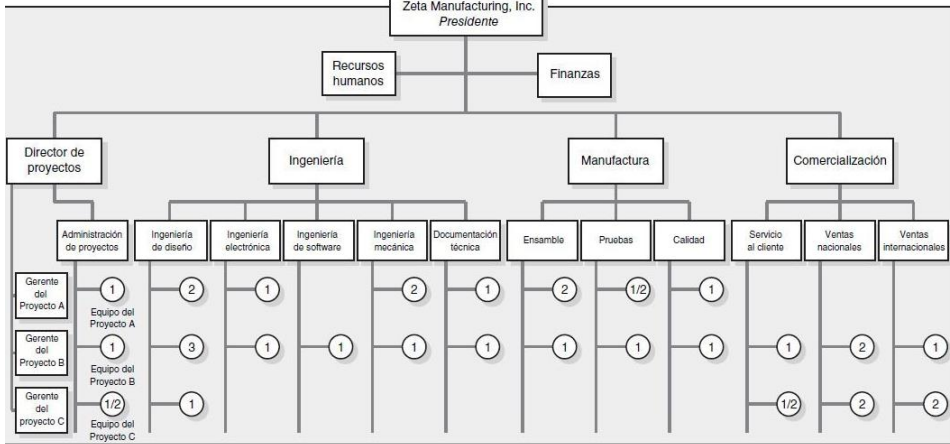 Zeta Manufacturing, Inc.
Presidente
Recursos
humanos
Finanzas
Director de
proyectos
Ingeniería
Manufactura
Comercialización
Administración
de proyectos
Ingeniería
de diseño
Ingeniería
electrónica
Ingeniería
de software
Ingeniería
mecánica
Documentación
técnica
Ensamble
Pruebas
Calidad
Servicio
al cliente
Ventas
nacionales
Ventas
internacionales
Gerente
del
Proyecto A
1
2
1
2
1
2
1/2
1
Equipo del
Proyecto A
Gerente
del
Proyecto B
1
3
1
1
1
1
1
1
1
1
2
1
Equipo del
Proyecto B
Gerente
del
proyecto C
1/2
1
1/2
2
2
Equipo del
Proyecto C